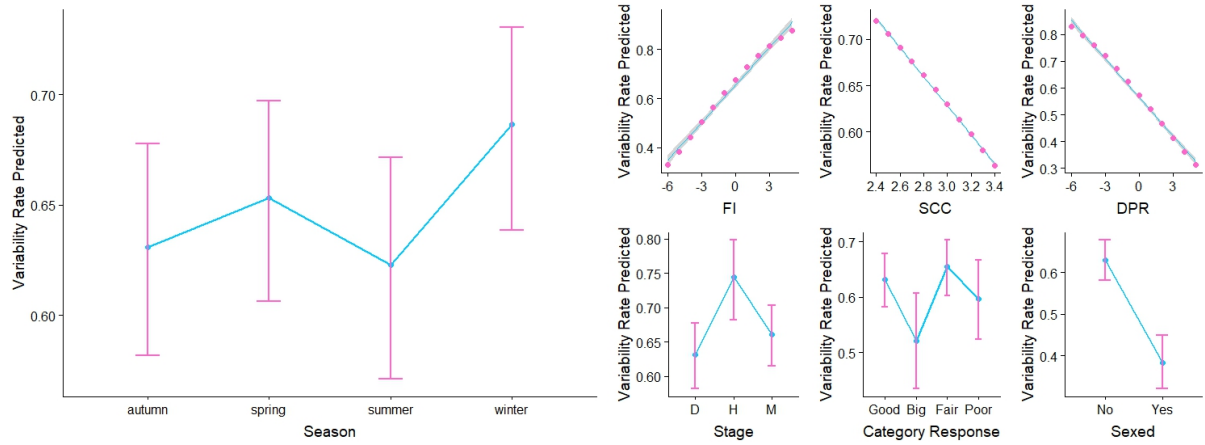 Variability Rate Predicted
0.70
0.65
0.60
autumn spring summer winter
Season
Variability Rate Predicted
0.8
0.6
0.4
-6 -3 0 3
FI
Variability Rate Predicted
0.70
0.65
0.60
2.4 2.6 2.8 3.0 3.2 3.4
SCC
Variability Rate Predicted
0.8
0.7
0.6
0.5
0.4
0.3
-6 -3 0 3
DPR
Variability Rate Predicted
0.80
0.75
0.70
0.65
0.60
D H M
Stage
Variability Rate Predicted
0.7
0.6
0.5
Good Big Fair Poor
Category Response
Variability Rate Predicted
0.6
0.5
0.4
No Yes
Sexed